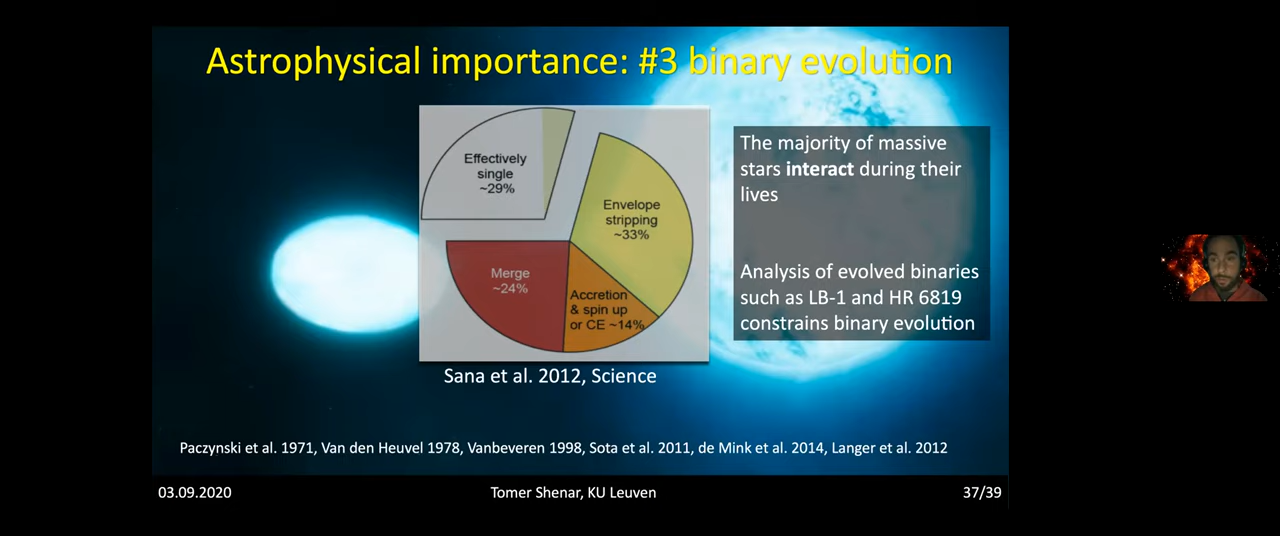 Astrophysical importance: #3 binary evolution
Effectively
single
~29%
Envelope
stripping
~33%
Merge
~24%
Accretion
& spin up
or CE ~14%
Sana et al. 2012, Science
The majority of massive
stars interact during their
lives
Analysis of evolved binaries
such as LB-1 and HR 6819
constrains binary evolution
Paczynski et al. 1971, Van den Heuvel 1978, Vanbeveren 1998, Sota et al. 2011, de Mink et al. 2014, Langer et al. 2012
03.09.2020
Tomer Shenar, KU Leuven
37/39